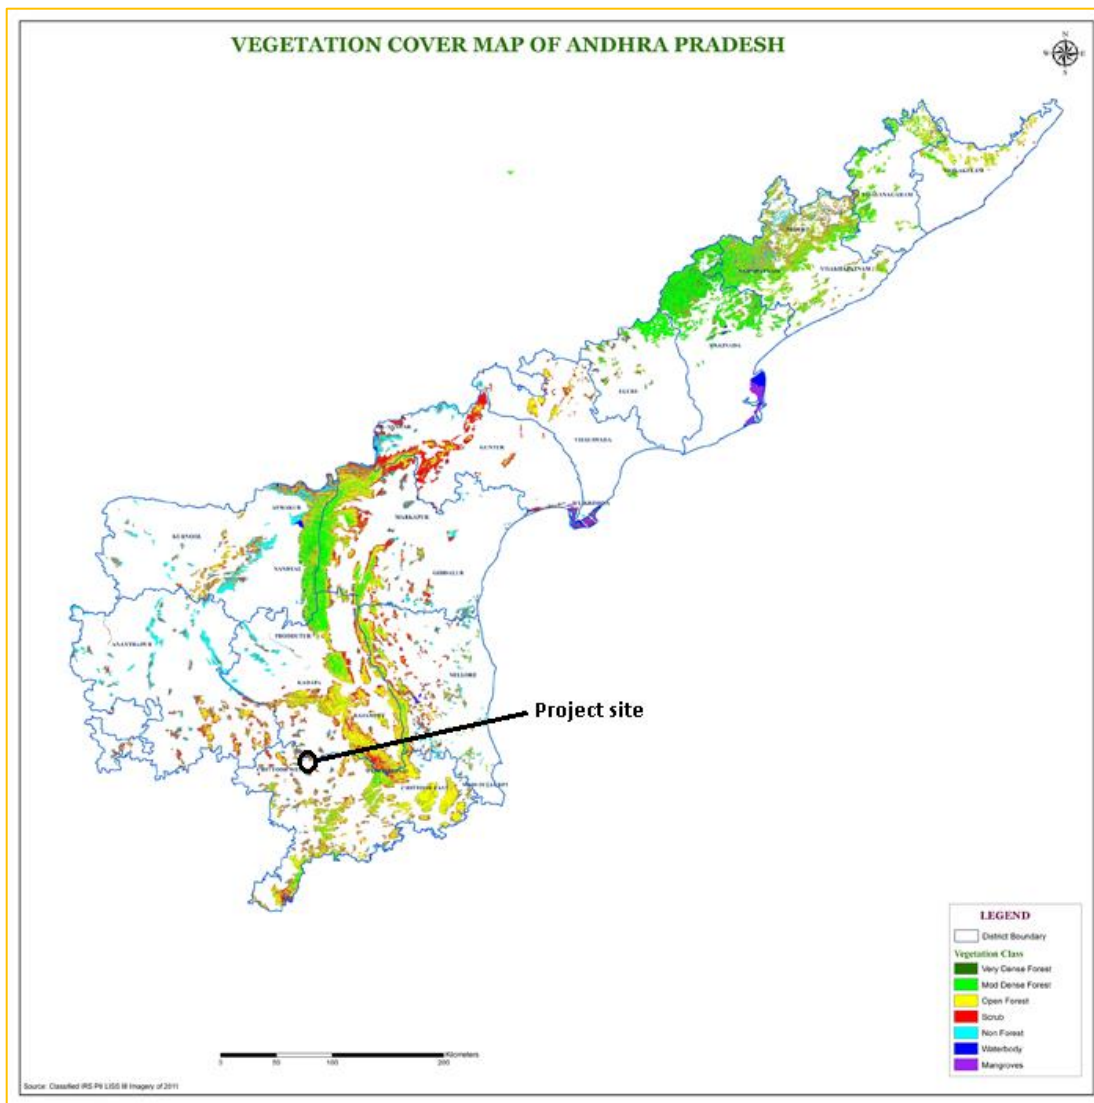 VEGETATION COVER MAP OF ANDHRA PRADESH
N
W
E
S
VISAKHAPATNAM
KAKINADA
ELURU
VIJAYAWADA
GUNTUR
MARKAPUR
ATMAKUR
KURNOOL
NANDYAL
GIDDALUR
PRODDUTUR
ANANTHAPUR
KADAPA
NELLORE
RAJAMPET
Project site
CHITTOOR EAST
LEGEND
District Boundary
Vegetation Class
Very Dense Forest
Mod Dense Forest
Open Forest
Scrub
Non Forest
Waterbody
Mangroves
Kilometers
0 50 100 200
Source: Classified IRS P6 LISS III Imagery of 2011